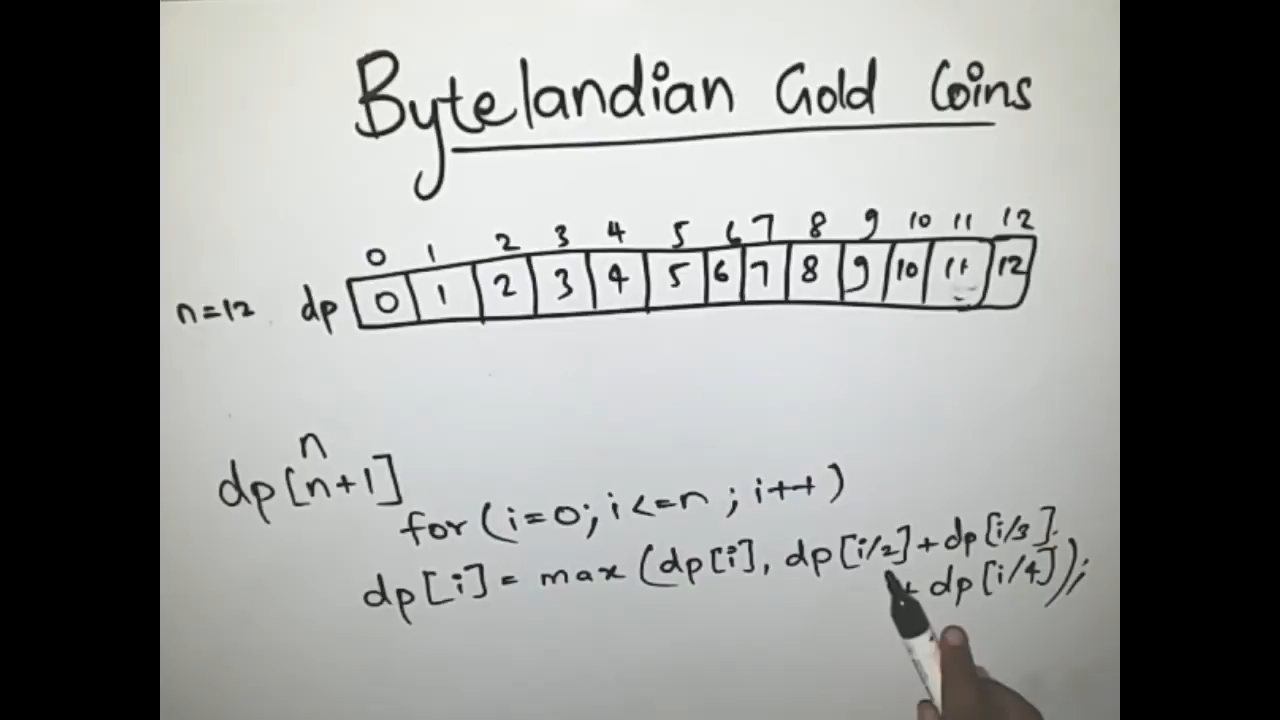 Bytelandian Gold Coins
0 1 2 3 4 5 6 7 8 9 10 11 12
n=12 dp 0 1 2 3 4 5 6 7 8 9 10 11 12
n
dp[n+1]
for(i=0; i<=n; i++)
dp[i] = max(dp[i], dp[i/2]+dp[i/3]
+ dp[i/4]);